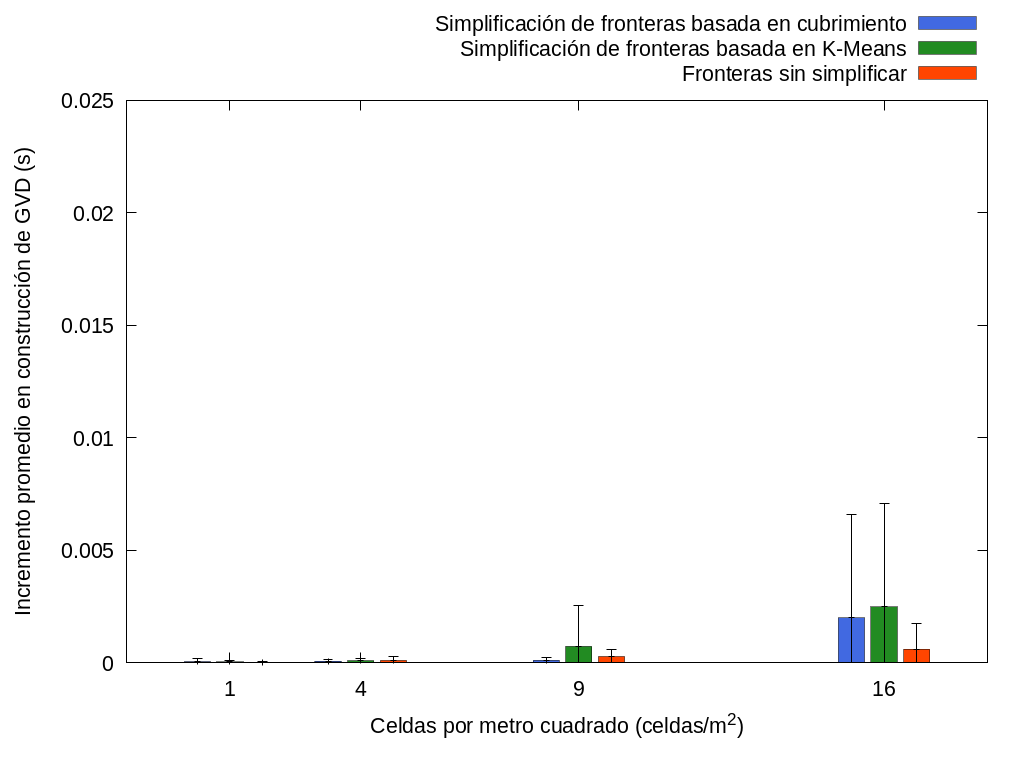 Simplificación de fronteras basada en cubrimiento
Simplificación de fronteras basada en K-Means
Fronteras sin simplificar
0.025
0.02
0.015
0.01
0.005
0
Incremento promedio en construcción de GVD (s)
1 4 9 16
Celdas por metro cuadrado (celdas/m²)